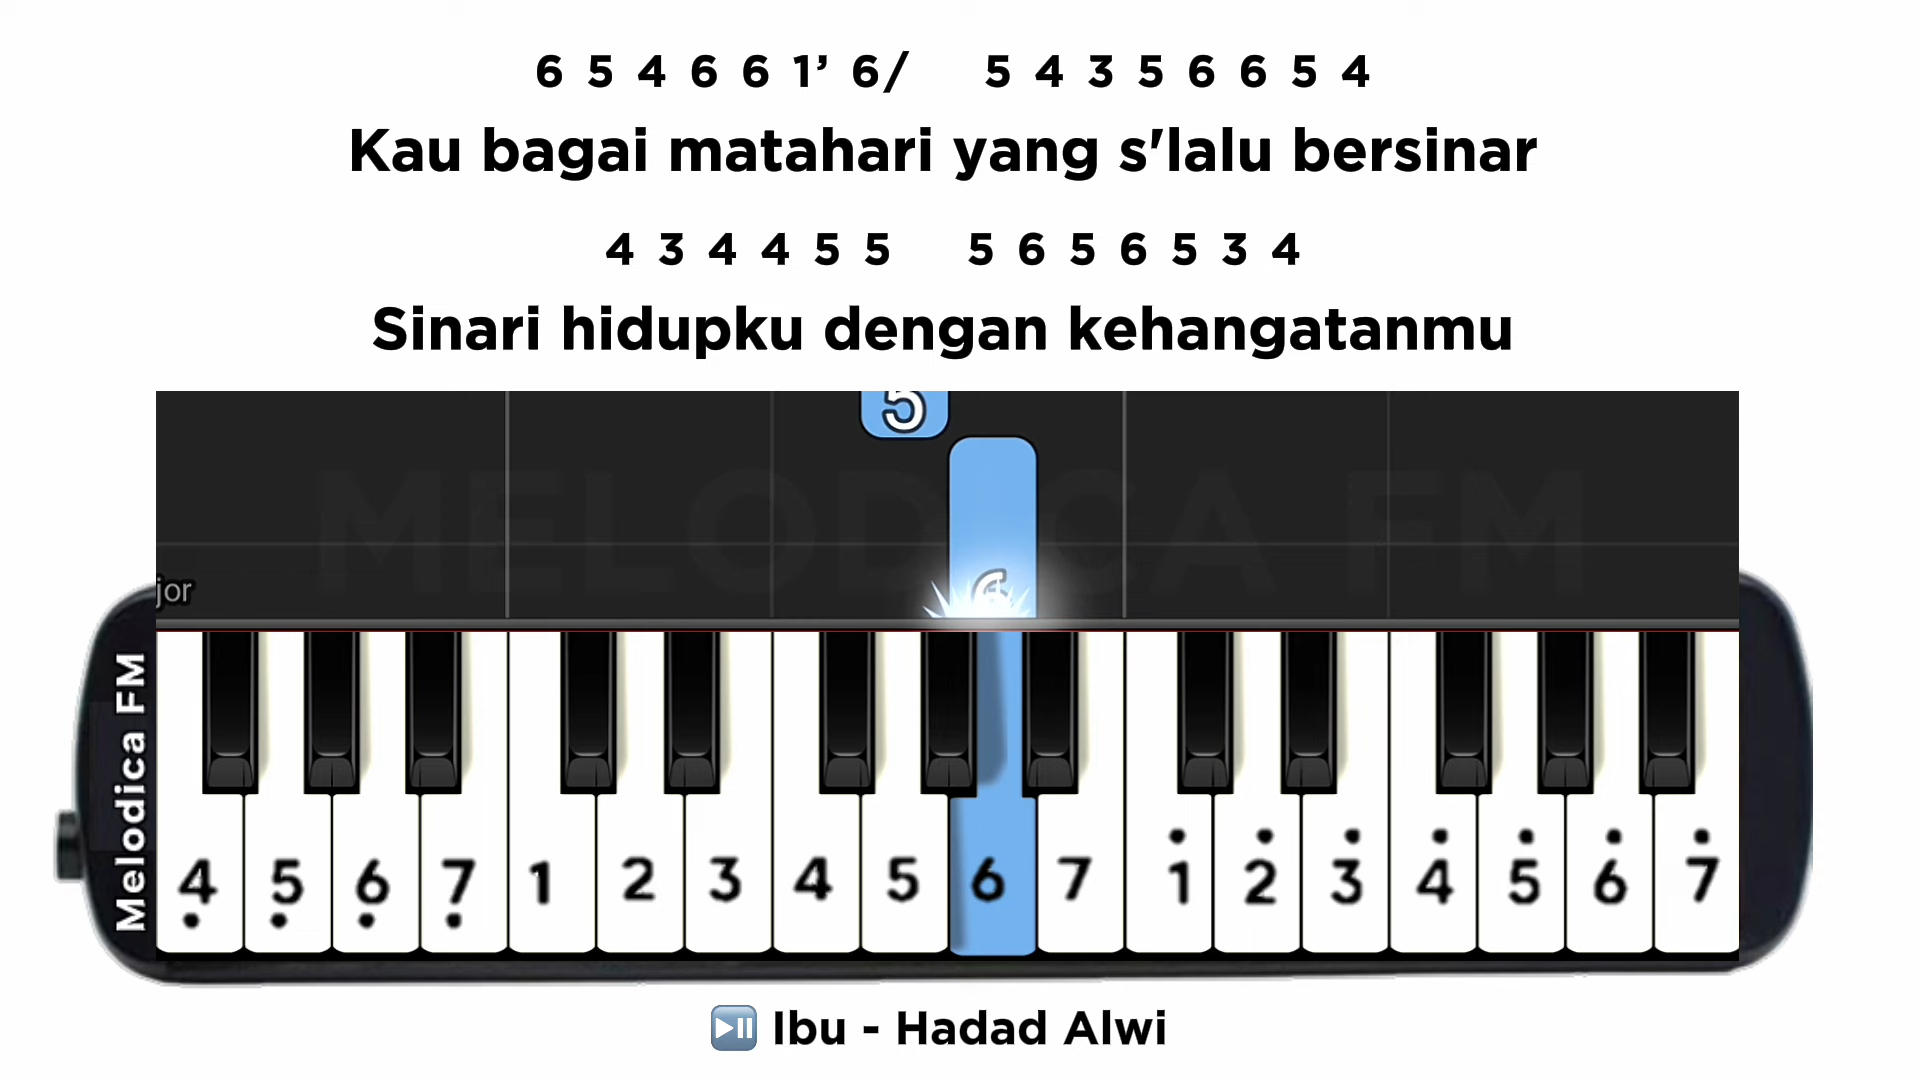 6 5 4 6 6 1’ 6/ 5 4 3 5 6 6 5 4
Kau bagai matahari yang s'lalu bersinar
4 3 4 4 5 5 5 6 5 6 5 3 4
Sinari hidupku dengan kehangatanmu
5
MELODICA FM
6
jor
Melodica FM
4 5 6 7 1 2 3 4 5 6 7 1 2 3 4 5 6 7
Ibu - Hadad Alwi